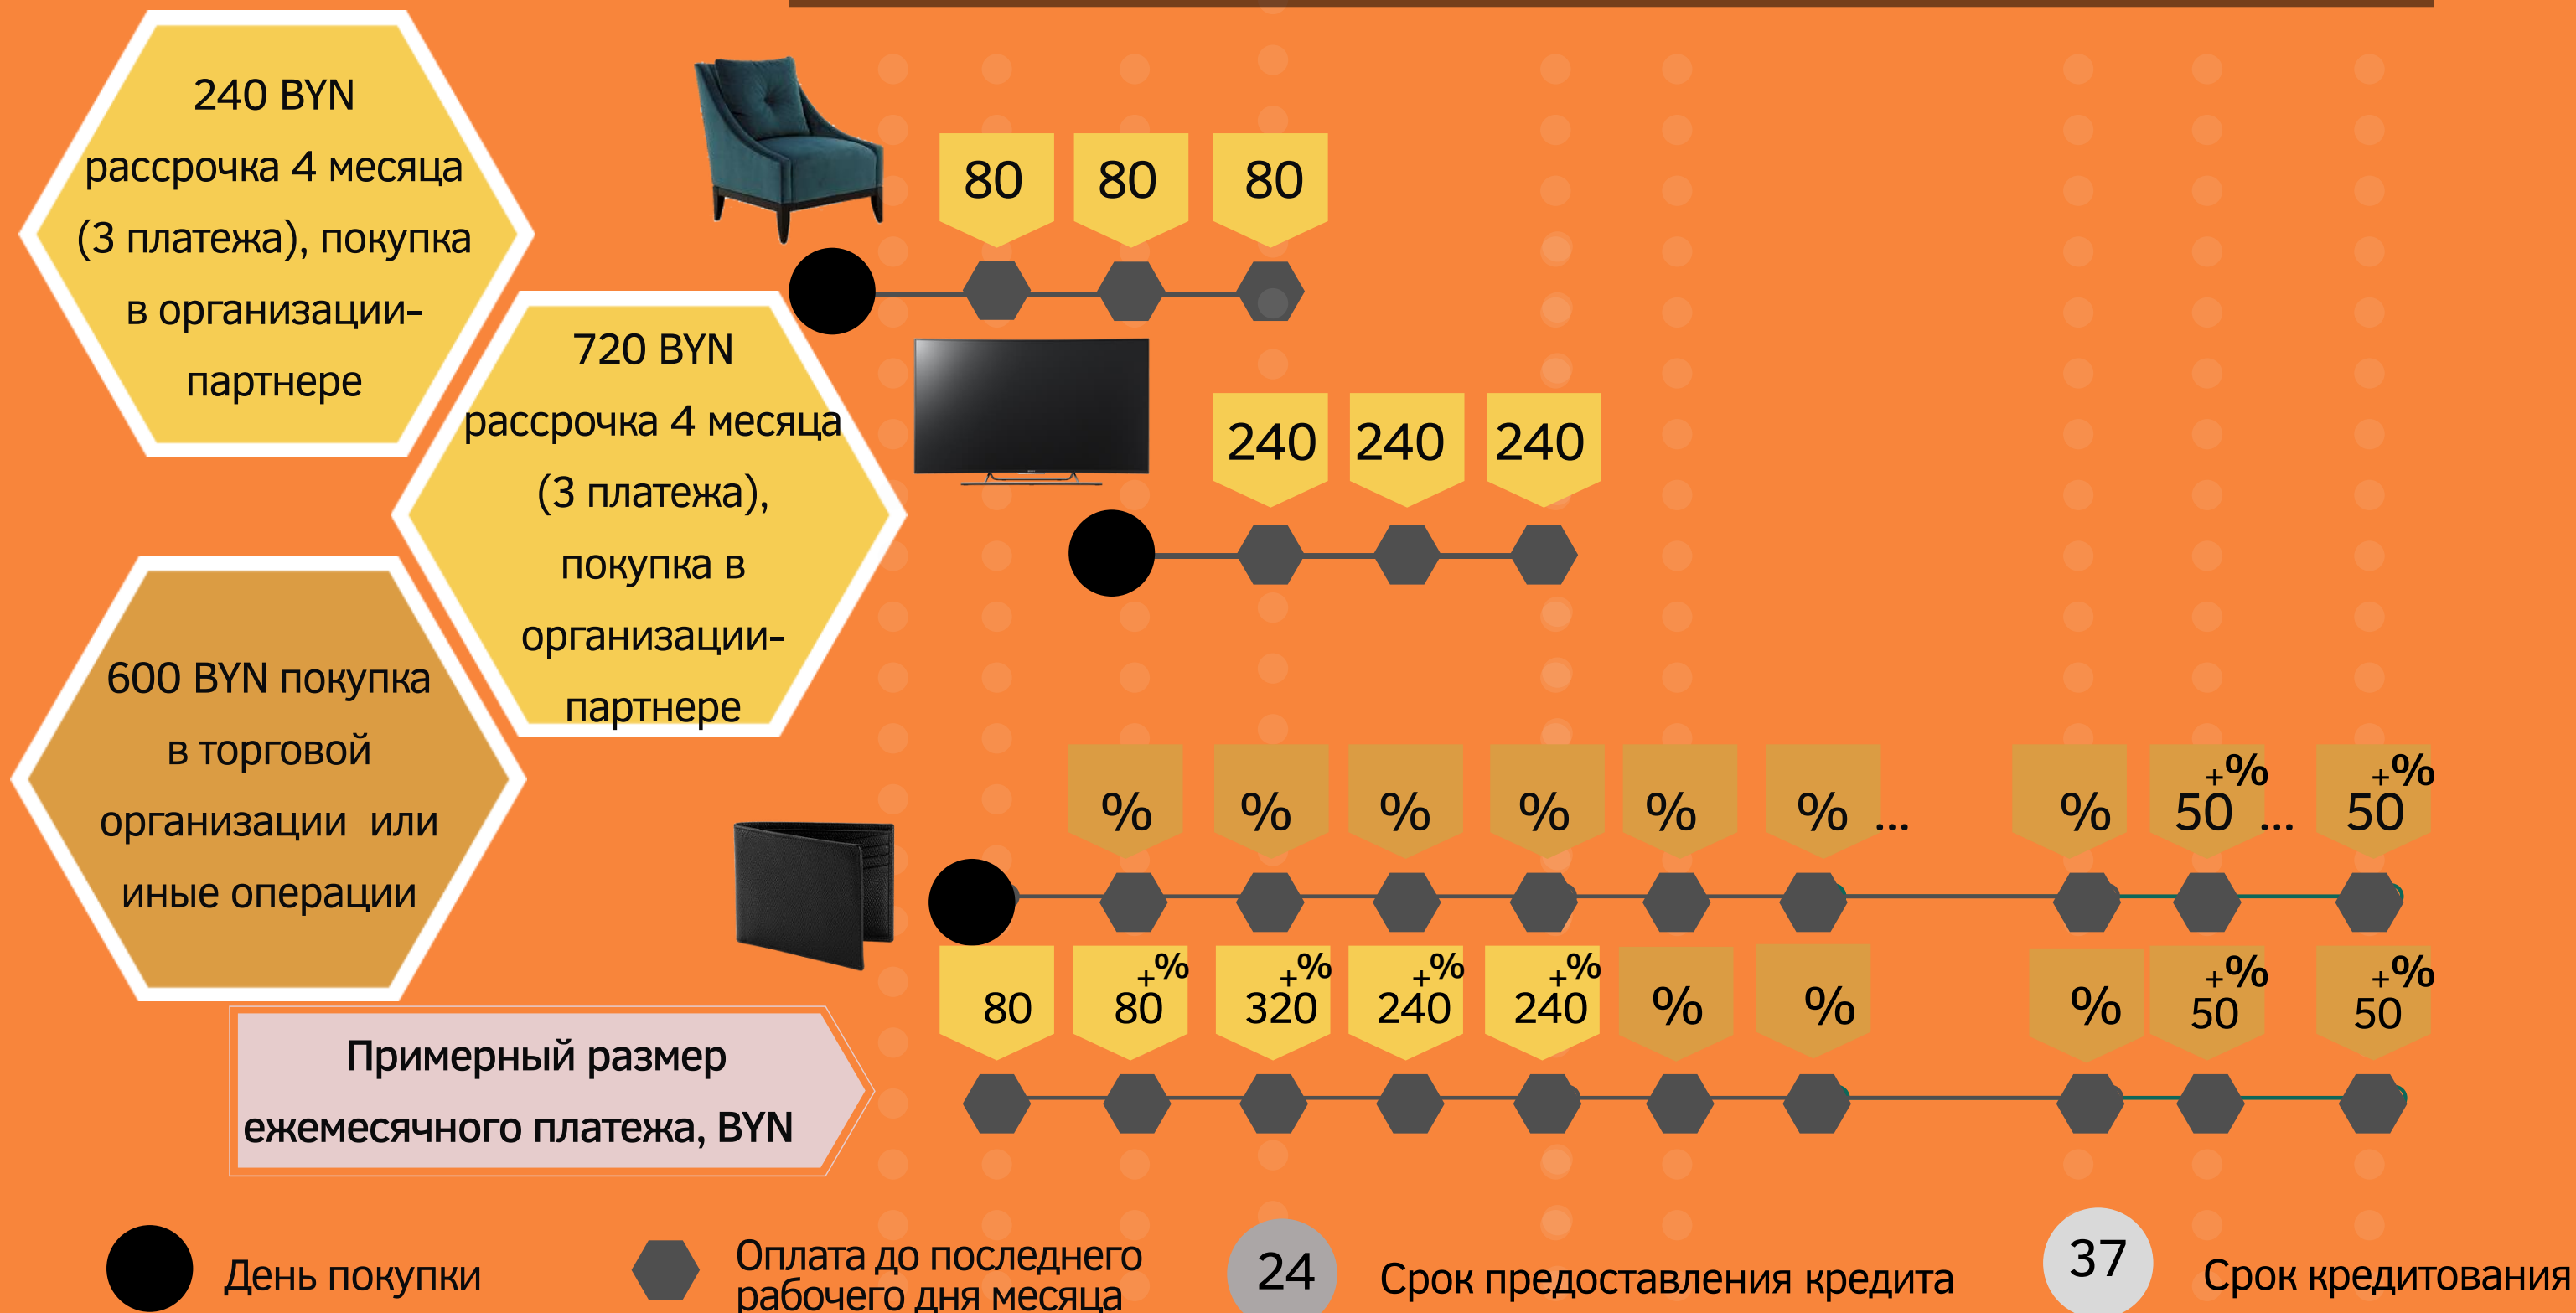 240 BYN
рассрочка 4 месяца
(3 платежа), покупка
в организации-
партнере
80 80 80
720 BYN
рассрочка 4 месяца
(3 платежа),
покупка в
организации-
партнере
240 240 240
600 BYN покупка
в торговой
организации или
иные операции
% % % % % % ... % +% 50 ... +% 50
80 +% 80 +% 320 +% 240 +% 240 % % % +% 50 +% 50
Примерный размер
ежемесячного платежа, BYN
День покупки
Оплата до последнего
рабочего дня месяца
24 Срок предоставления кредита
37 Срок кредитования